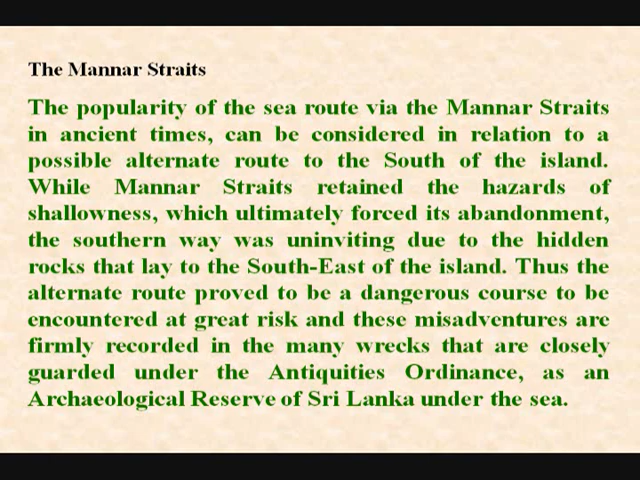 The Mannar Straits
The popularity of the sea route via the Mannar Straits
in ancient times, can be considered in relation to a
possible alternate route to the South of the island.
While Mannar Straits retained the hazards of
shallowness, which ultimately forced its abandonment,
the southern way was uninviting due to the hidden
rocks that lay to the South-East of the island. Thus the
alternate route proved to be a dangerous course to be
encountered at great risk and these misadventures are
firmly recorded in the many wrecks that are closely
guarded under the Antiquities Ordinance, as an
Archaeological Reserve of Sri Lanka under the sea.